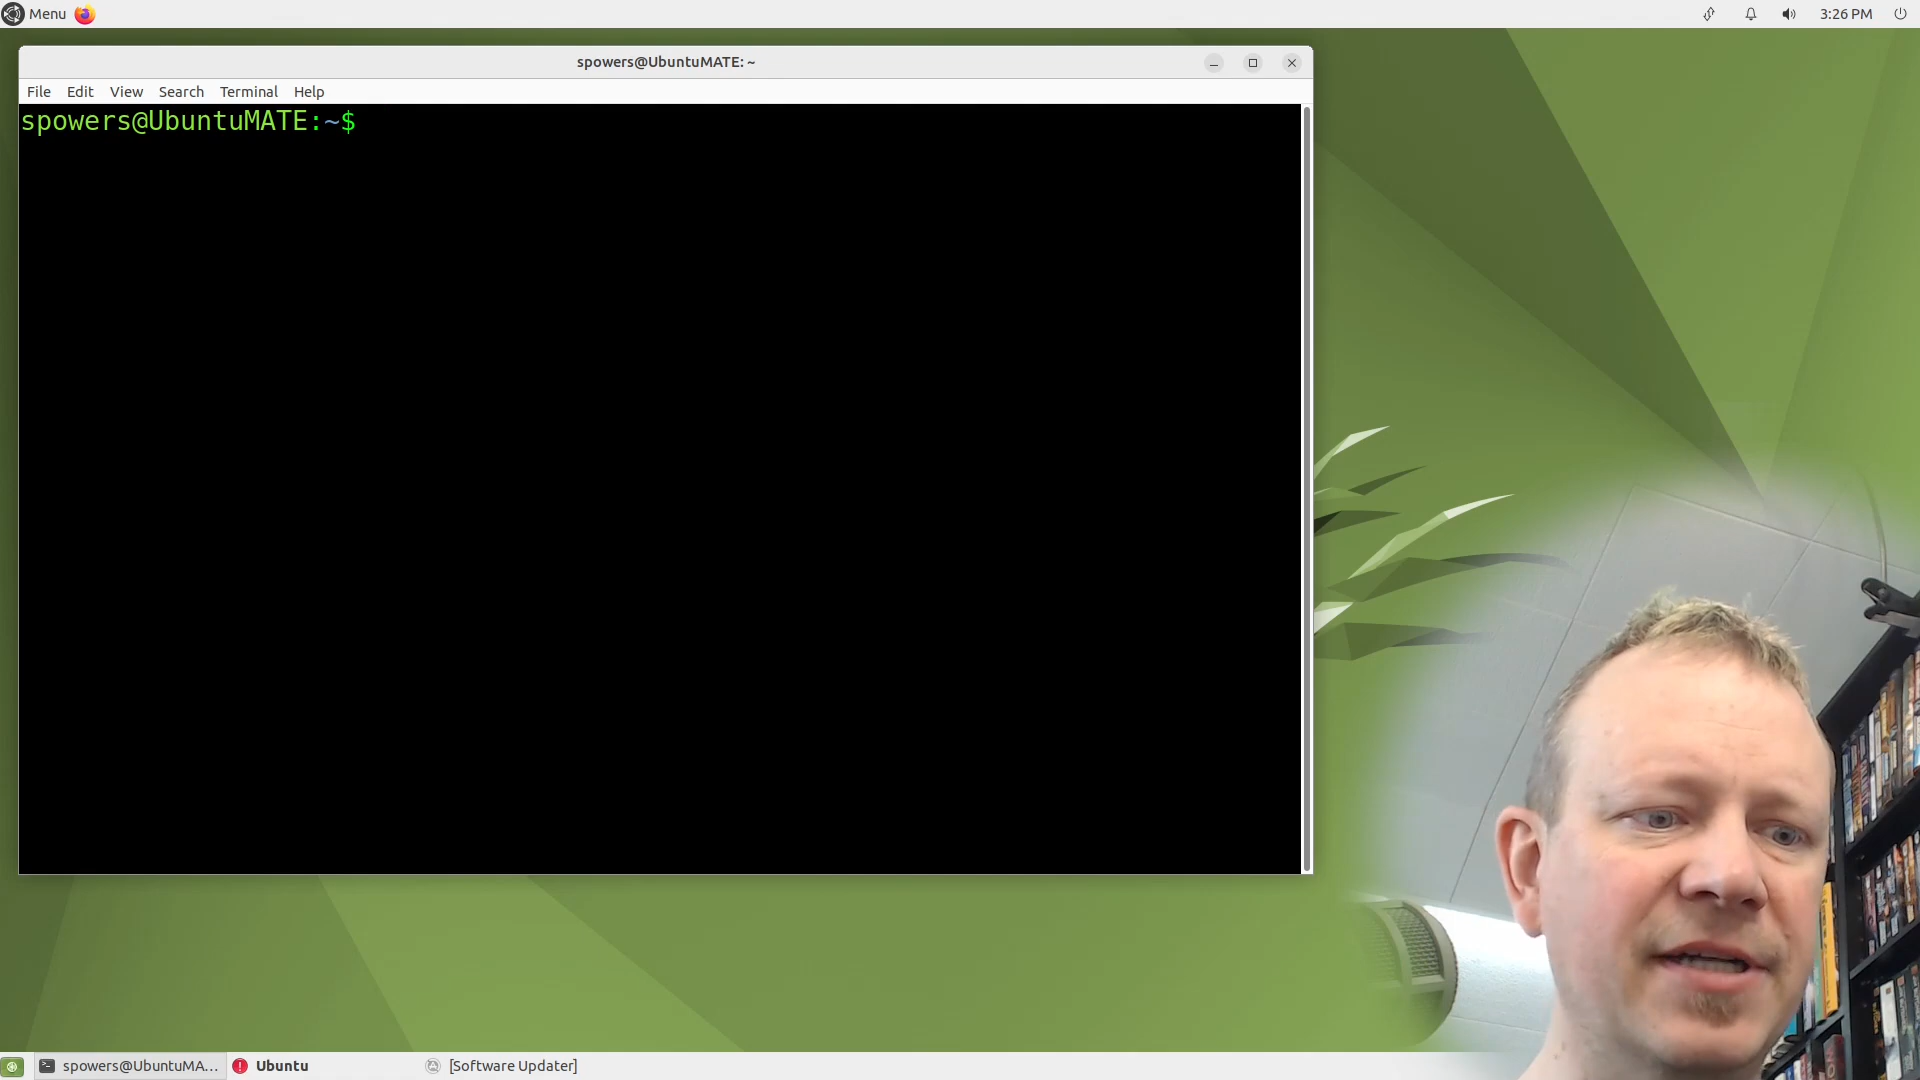 Menu
3:26 PM
spowers@UbuntuMATE: ~
File Edit View Search Terminal Help
spowers@UbuntuMATE:~$
spowers@UbuntuMA...
Ubuntu
[Software Updater]